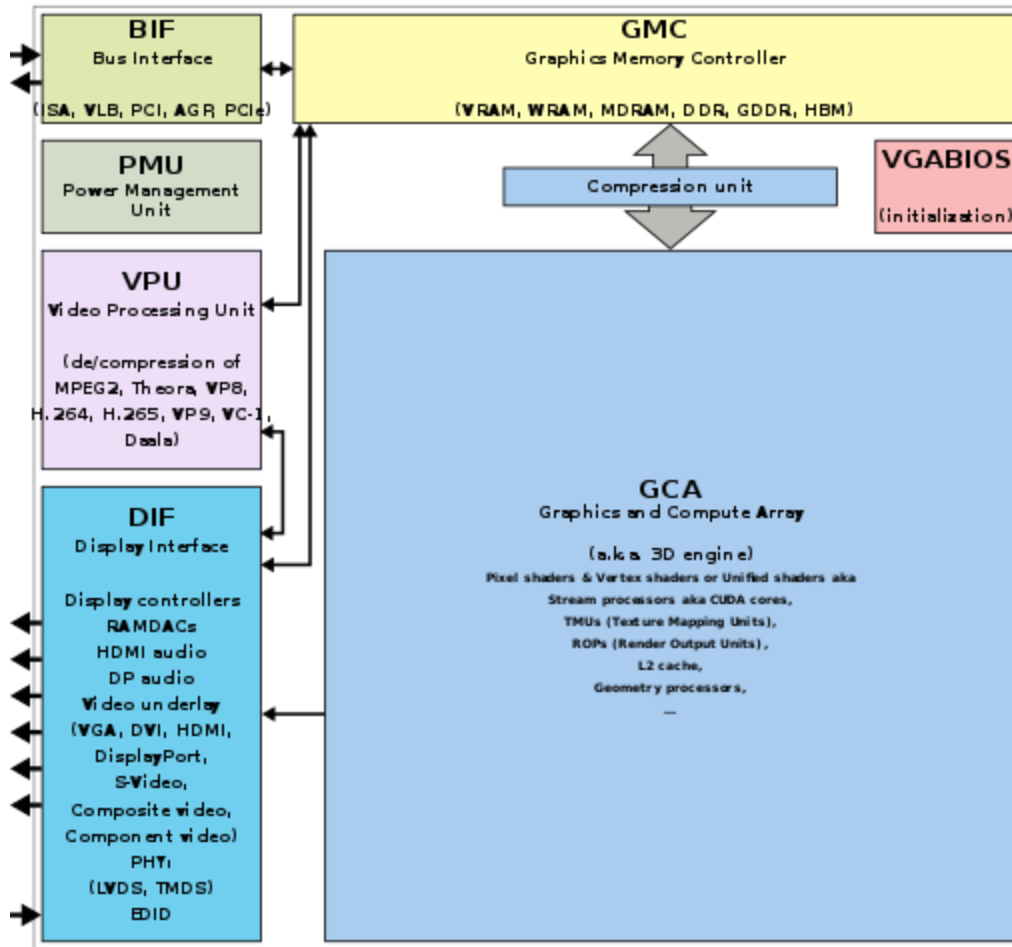 BIF
Bus Interface
(ISA, VLB, PCI, AGP, PCIe)
GMC
Graphics Memory Controller
(VRAM, WRAM, MDRAM, DDR, GDDR, HBM)
PMU
Power Management
Unit
Compression unit
VGABIOS
(initialization)
VPU
Video Processing Unit
(de/compression of
MPEG2, Theora, VP8,
H.264, H.265, VP9, VC-1,
Daala)
DIF
Display Interface
Display controllers
RAMDACs
HDMI audio
DP audio
Video underlay
(VGA, DVI, HDMI,
DisplayPort,
S-Video,
Composite video,
Component video)
PHYi
(LVDS, TMDS)
EDID
GCA
Graphics and Compute Array
(a.k.a. 3D engine)
Pixel shaders & Vertex shaders or Unified shaders aka
Stream processors aka CUDA cores,
TMUs (Texture Mapping Units),
ROPs (Render Output Units),
L2 cache,
Geometry processors,
...